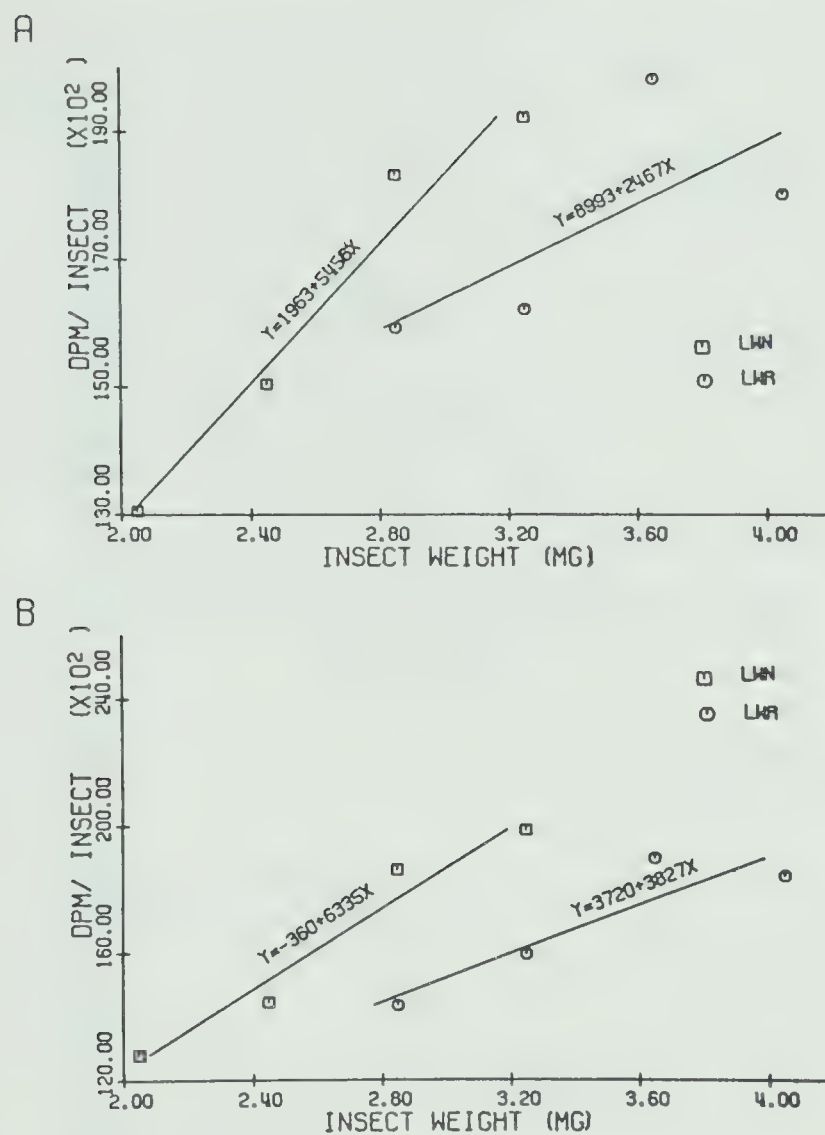 A
DPM/ INSECT (X10²)
190.00
170.00
150.00
130.00
Y=1963+5456X
Y=8993+2467X
LWN
LWR
2.00 2.40 2.80 3.20 3.60 4.00
INSECT WEIGHT (MG)
B
DPM/ INSECT (X10²)
240.00
200.00
160.00
120.00
LWN
LWR
Y=-360+6335X
Y=3720+3827X
2.00 2.40 2.80 3.20 3.60 4.00
INSECT WEIGHT (MG)